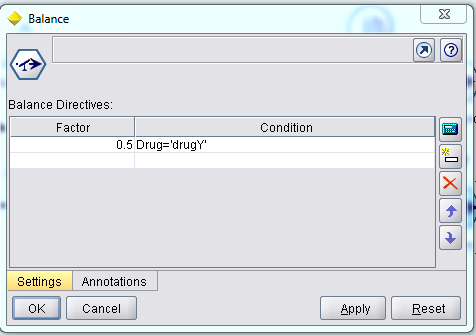 Balance
Balance Directives:
Factor Condition
0.5 Drug='drugY'
Settings Annotations
OK Cancel Apply Reset